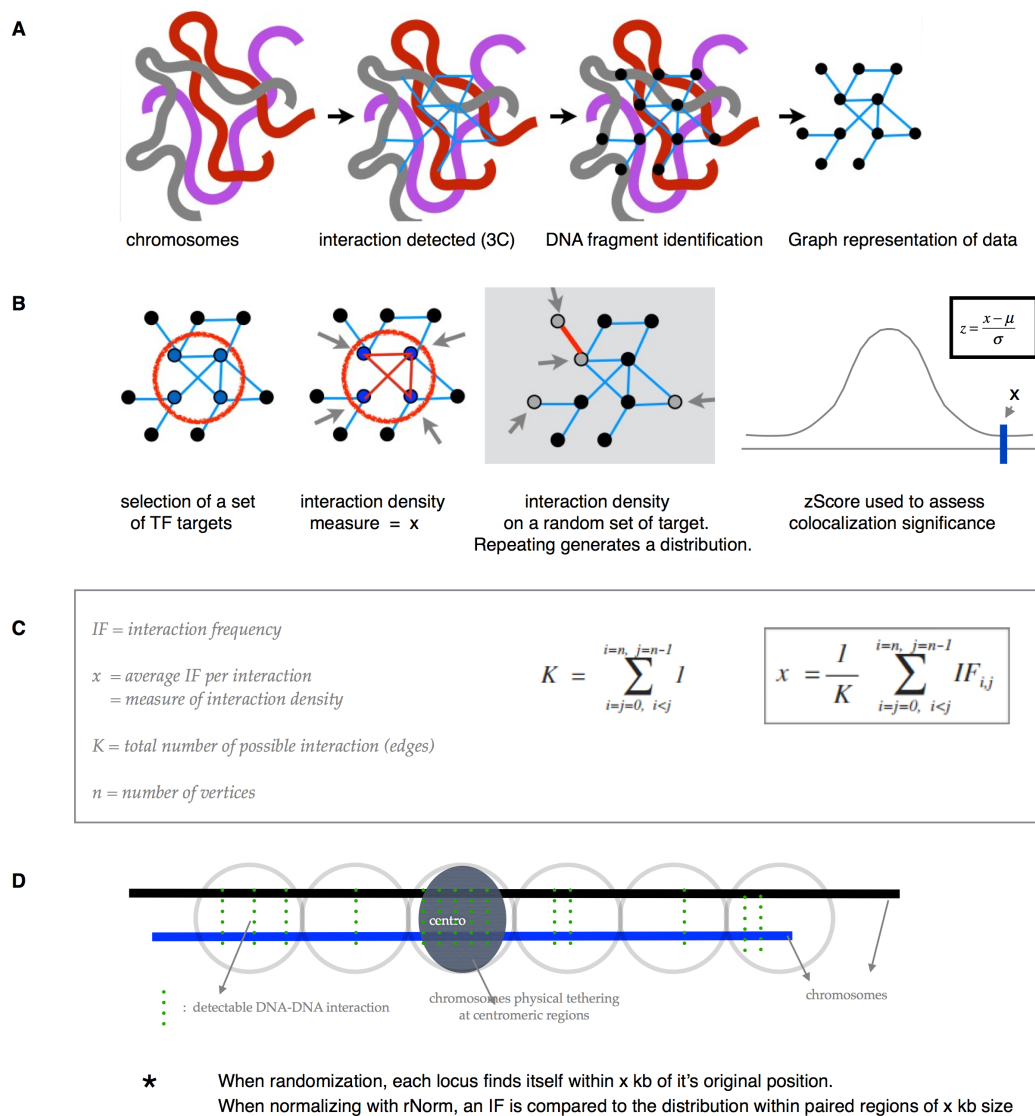 A
chromosomes
interaction detected (3C)
DNA fragment identification
Graph representation of data
B
z = x − μ / σ
X
selection of a set
of TF targets
interaction density
measure = x
interaction density
on a random set of target.
Repeating generates a distribution.
zScore used to assess
colocalization significance
C
IF = interaction frequency
x = average IF per interaction
= measure of interaction density
K = total number of possible interaction (edges)
n = number of vertices
i=n, j=n-1
K = ∑ 1
i=j=0, i<j
i=n, j=n-1
x = 1/K ∑ IF i,j
i=j=0, i<j
D
centro
: detectable DNA-DNA interaction
chromosomes physical tethering
at centromeric regions
chromosomes
* When randomization, each locus finds itself within x kb of it's original position.
When normalizing with rNorm, an IF is compared to the distribution within paired regions of x kb size